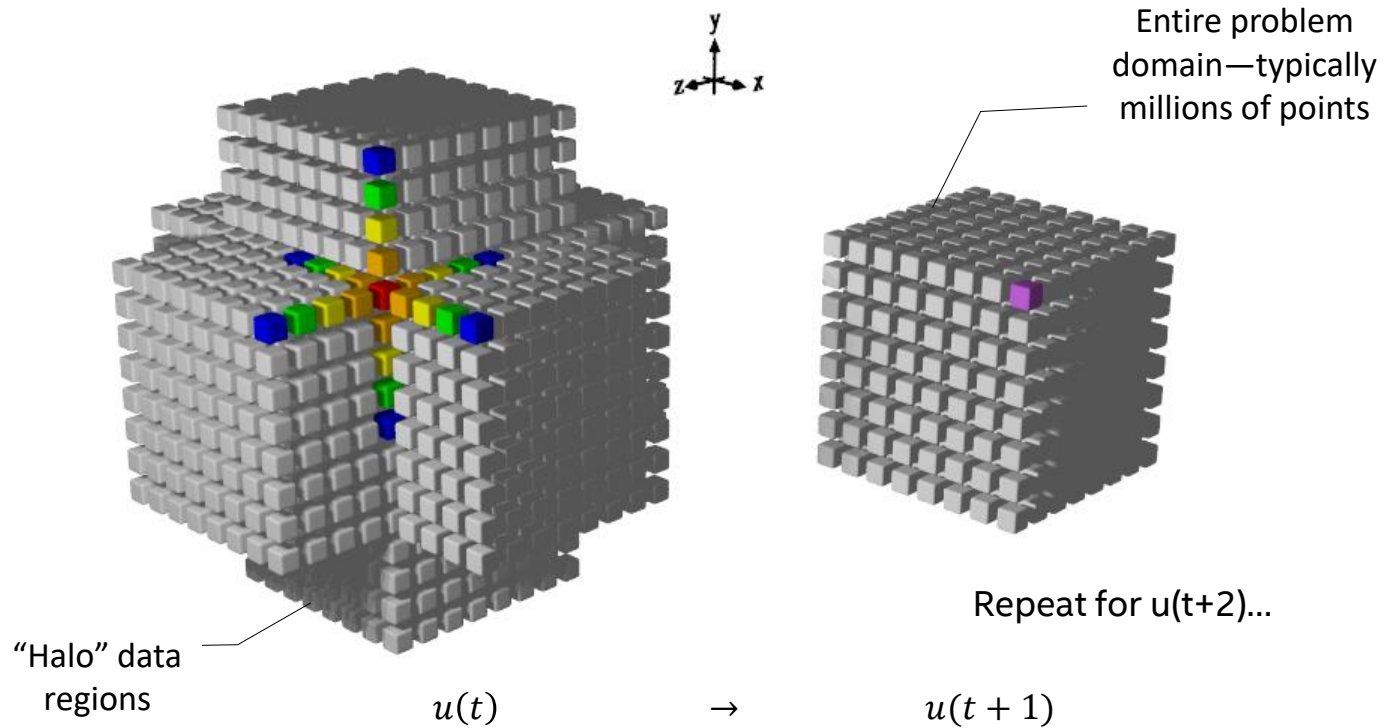 Entire problem
domain—typically
millions of points
y
z
x
Repeat for u(t+2)...
“Halo” data
regions
𝑢(𝑡) → 𝑢(𝑡 + 1)